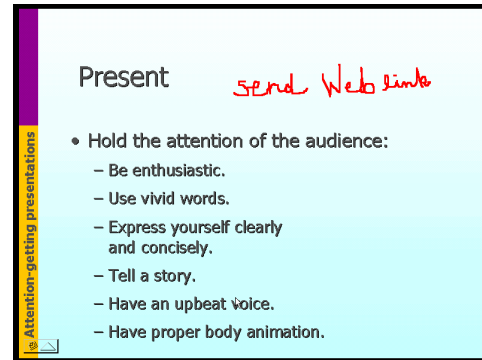 Present
send Web link
• Hold the attention of the audience:
– Be enthusiastic.
– Use vivid words.
– Express yourself clearly
and concisely.
– Tell a story.
– Have an upbeat voice.
– Have proper body animation.
Attention-getting presentations